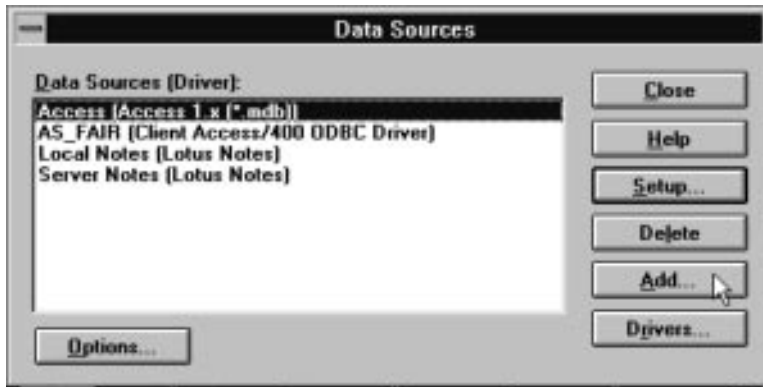 Data Sources
Data Sources (Driver):
Access (Access 1.x (*.mdb))
AS_FAIR (Client Access/400 ODBC Driver)
Local Notes (Lotus Notes)
Server Notes (Lotus Notes)
Close
Help
Setup...
Delete
Add...
Drivers...
Options...